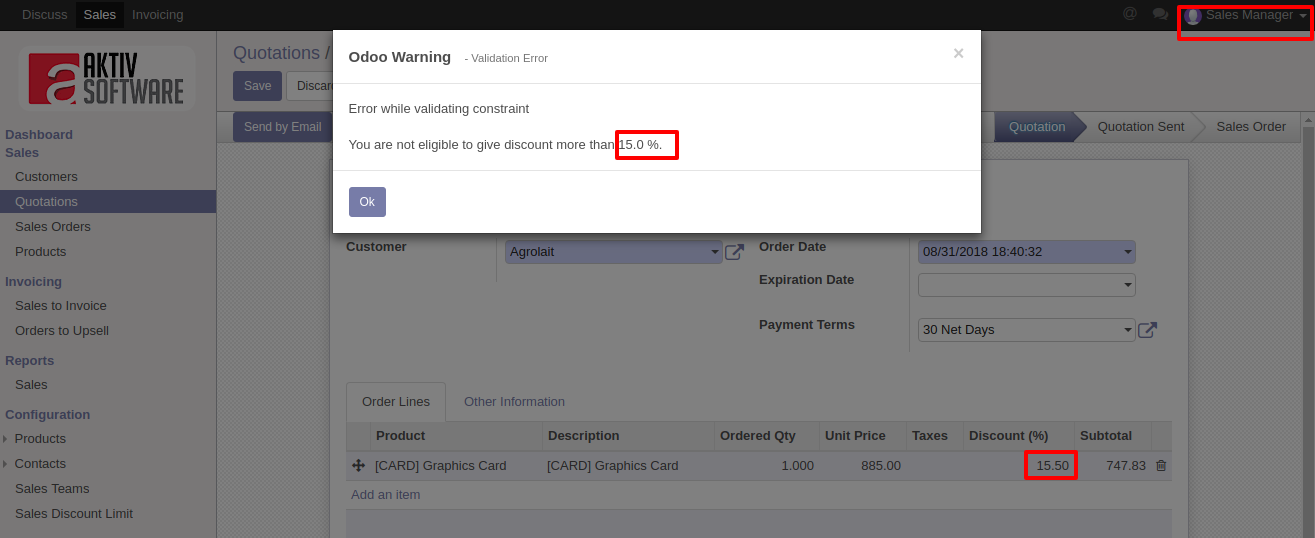 Discuss Sales Invoicing @ Sales Manager
AKTIV
SOFTWARE
Dashboard
Sales
Customers
Quotations
Sales Orders
Products
Invoicing
Sales to Invoice
Orders to Upsell
Reports
Sales
Configuration
Products
Contacts
Sales Teams
Sales Discount Limit
Quotations /
Save
Send by Email
Quotation Quotation Sent Sales Order
Odoo Warning - Validation Error ×
Error while validating constraint
You are not eligible to give discount more than 15.0 %.
Ok
Customer Agrolait
Order Date 08/31/2018 18:40:32
Expiration Date
Payment Terms 30 Net Days
Order Lines Other Information
Product Description Ordered Qty Unit Price Taxes Discount (%) Subtotal
[CARD] Graphics Card [CARD] Graphics Card 1.000 885.00 15.50 747.83
Add an item